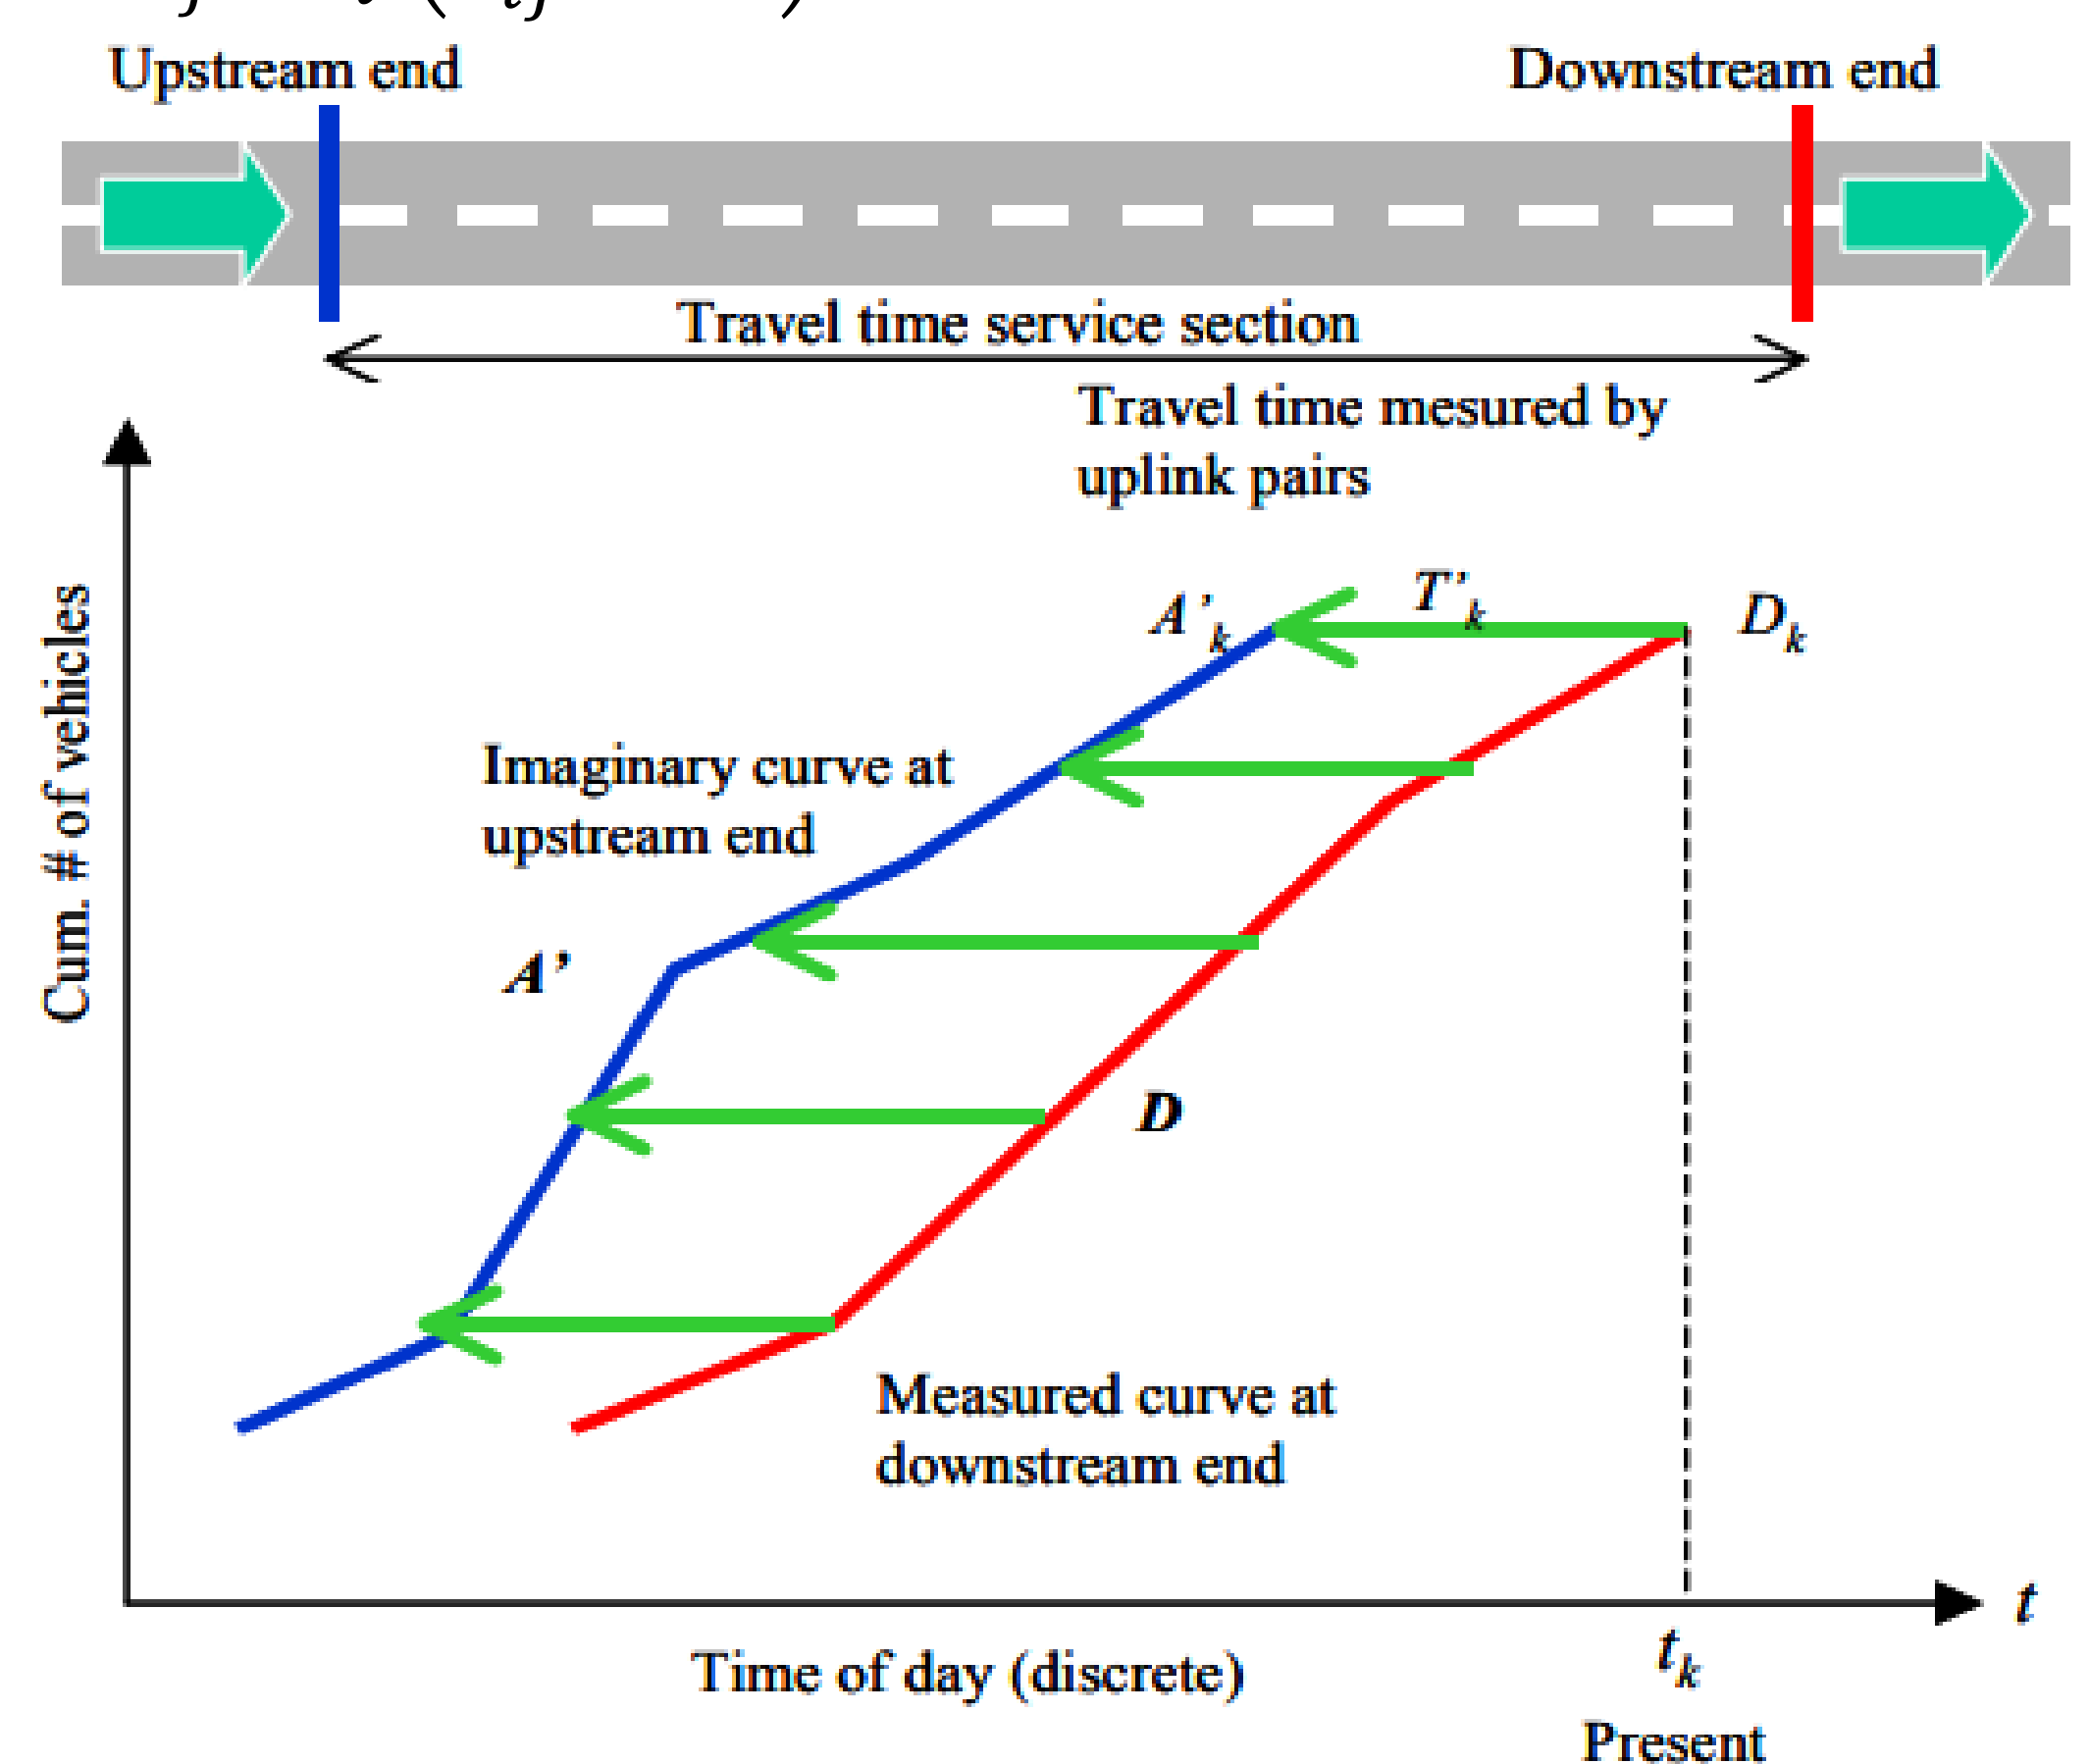 Upstream end
Downstream end
Travel time service section
Travel time mesured by
uplink pairs
Cum. # of vehicles
A’k
T’k
Dk
Imaginary curve at
upstream end
A’
D
Measured curve at
downstream end
t
tk
Time of day (discrete)
Present